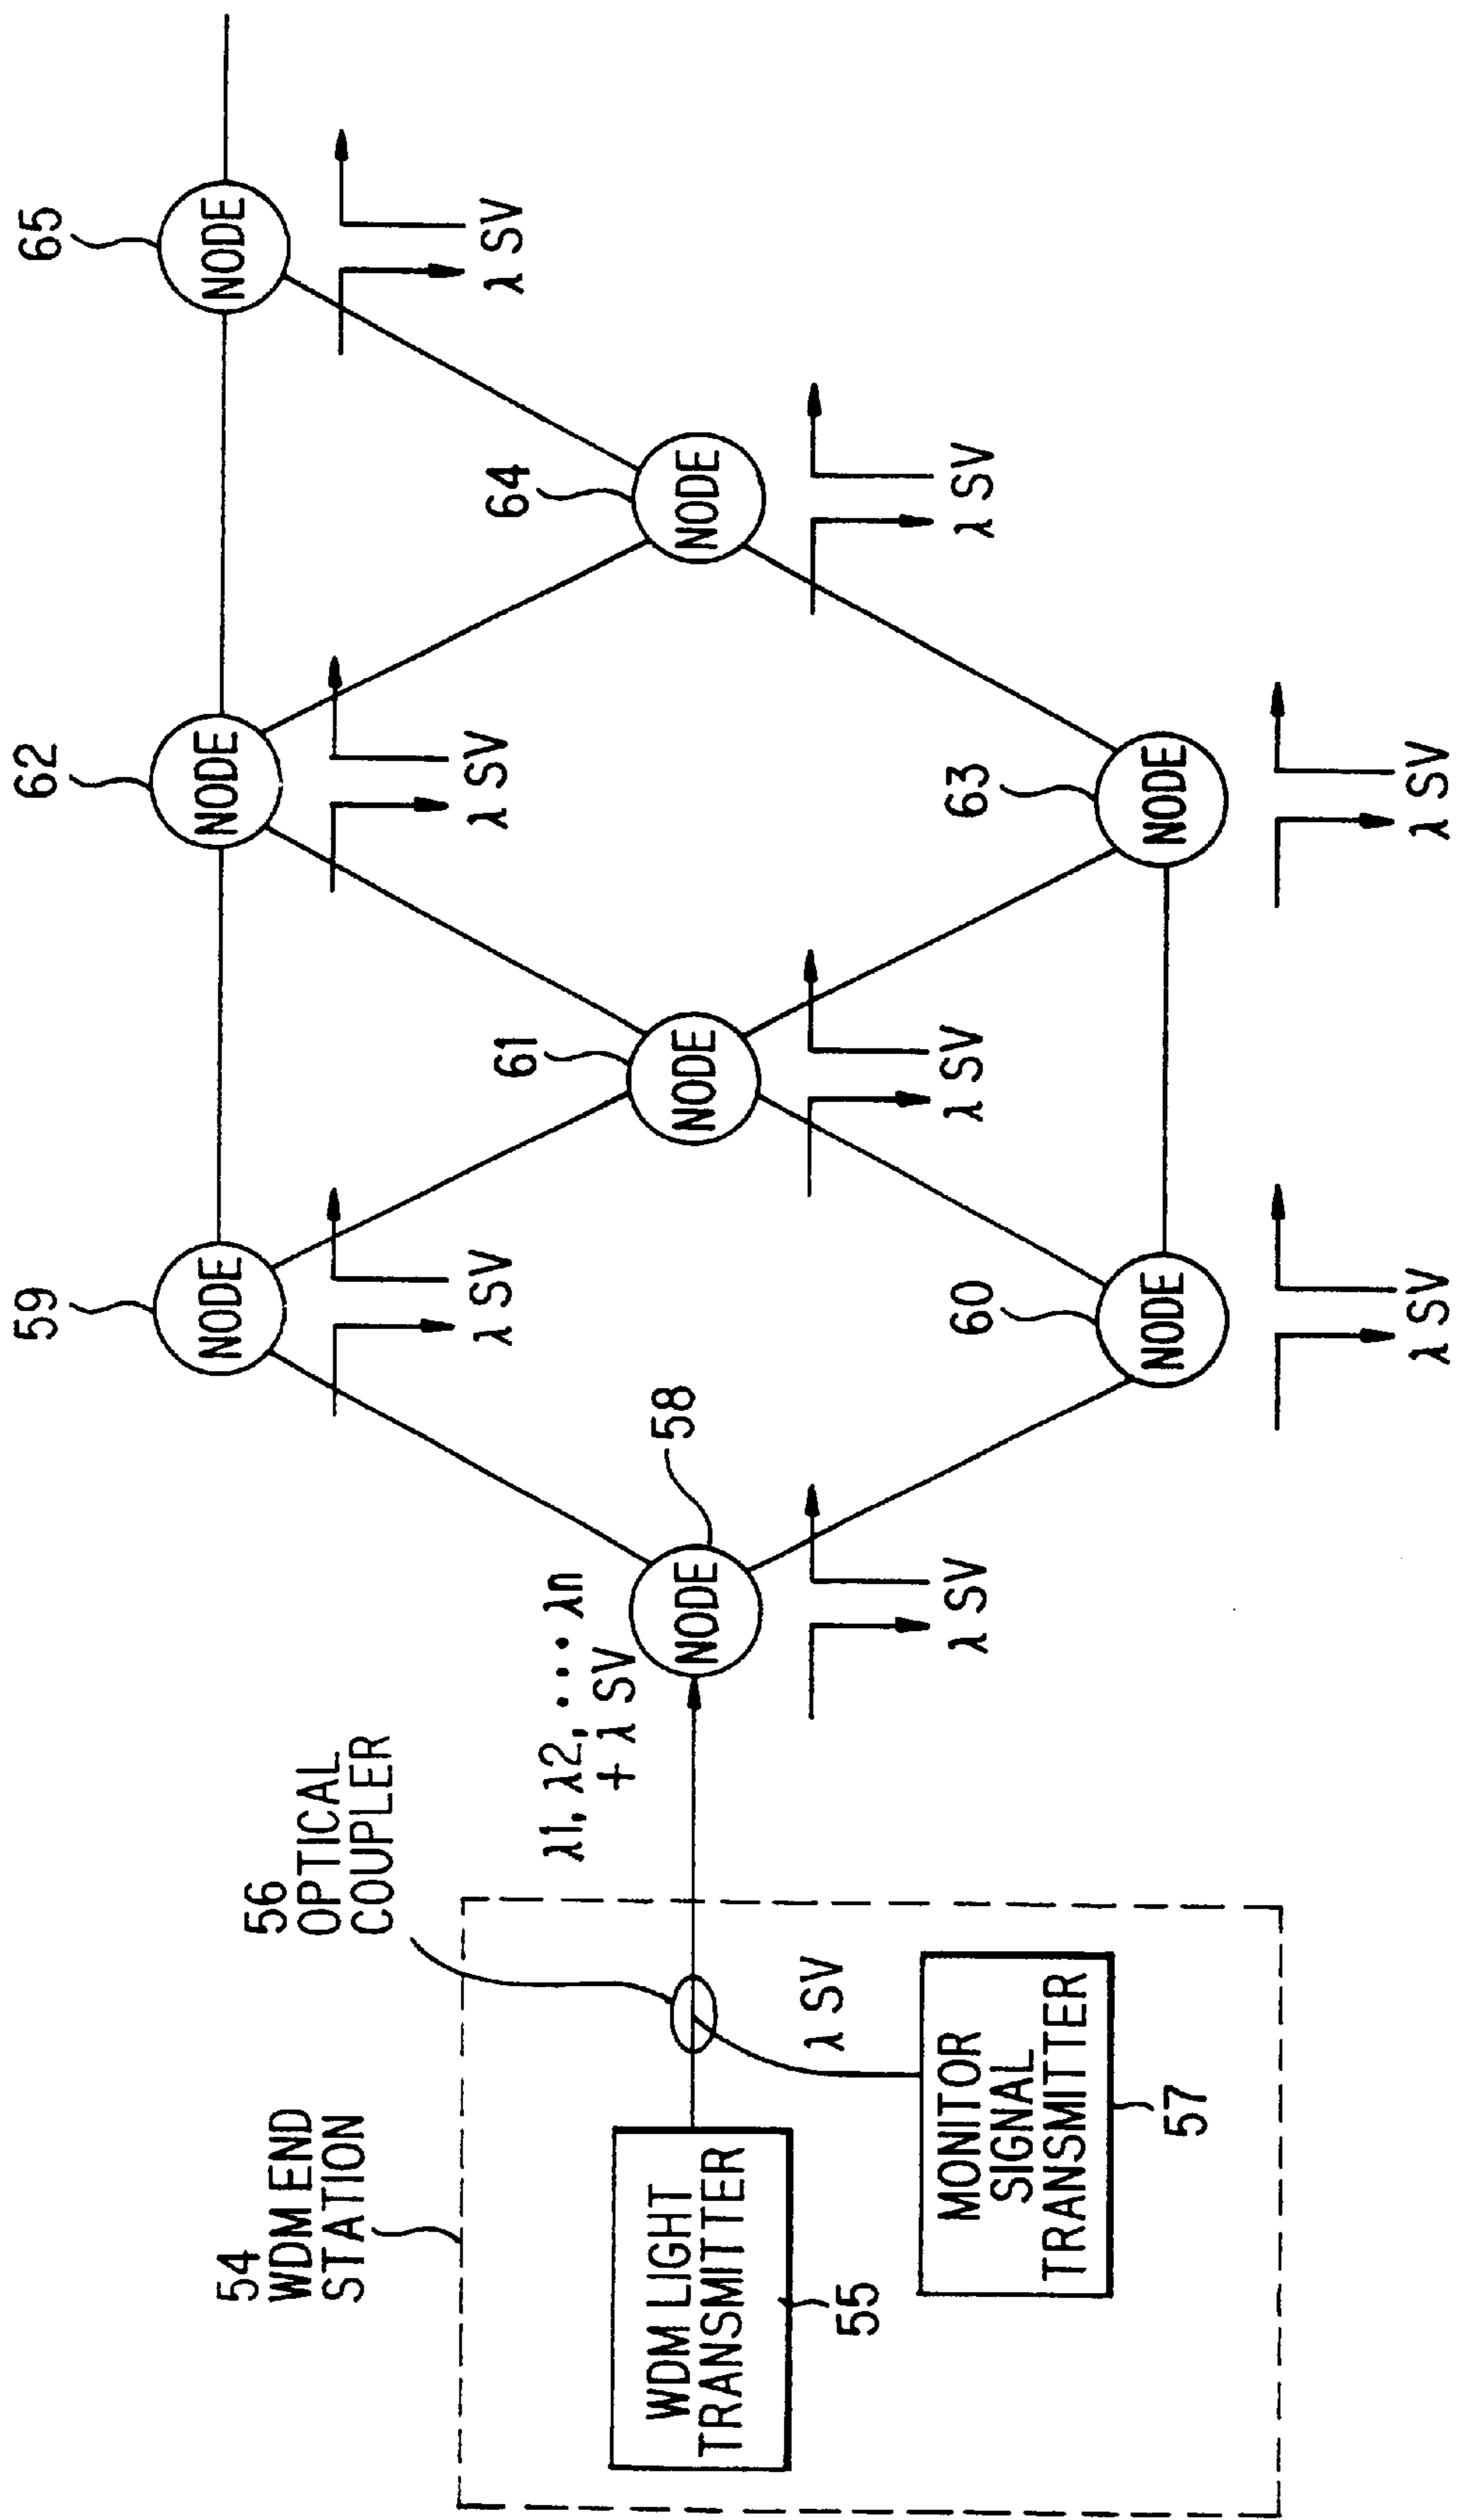 54
WDM END
STATION
56
OPTICAL
COUPLER
WDM LIGHT
TRANSMITTER
55
λ SV
MONITOR
SIGNAL
TRANSMITTER
57
λ1, λ2, ···· λn
+ λ SV
NODE
58
λ SV
59
NODE
λ SV
60
NODE
λ SV
61
NODE
λ SV
62
NODE
λ SV
63
NODE
λ SV
64
NODE
λ SV
65
NODE
λ SV